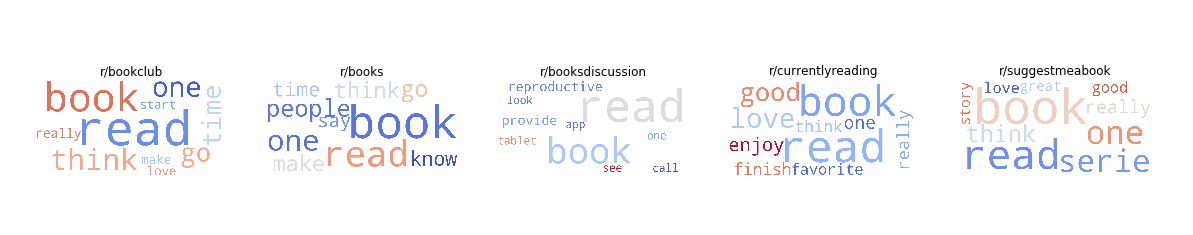 r/bookclub
book
one
start
time
read
really
think
make
go
love
r/books
time
think
go
people
say
book
one
read
make
know
r/booksdiscussion
reproductive
look
read
provide
app
tablet
one
book
see
call
r/currentlyreading
good
book
love
think
one
really
enjoy
read
finish
favorite
r/suggestmeabook
story
love
great
good
book
really
think
one
read
serie